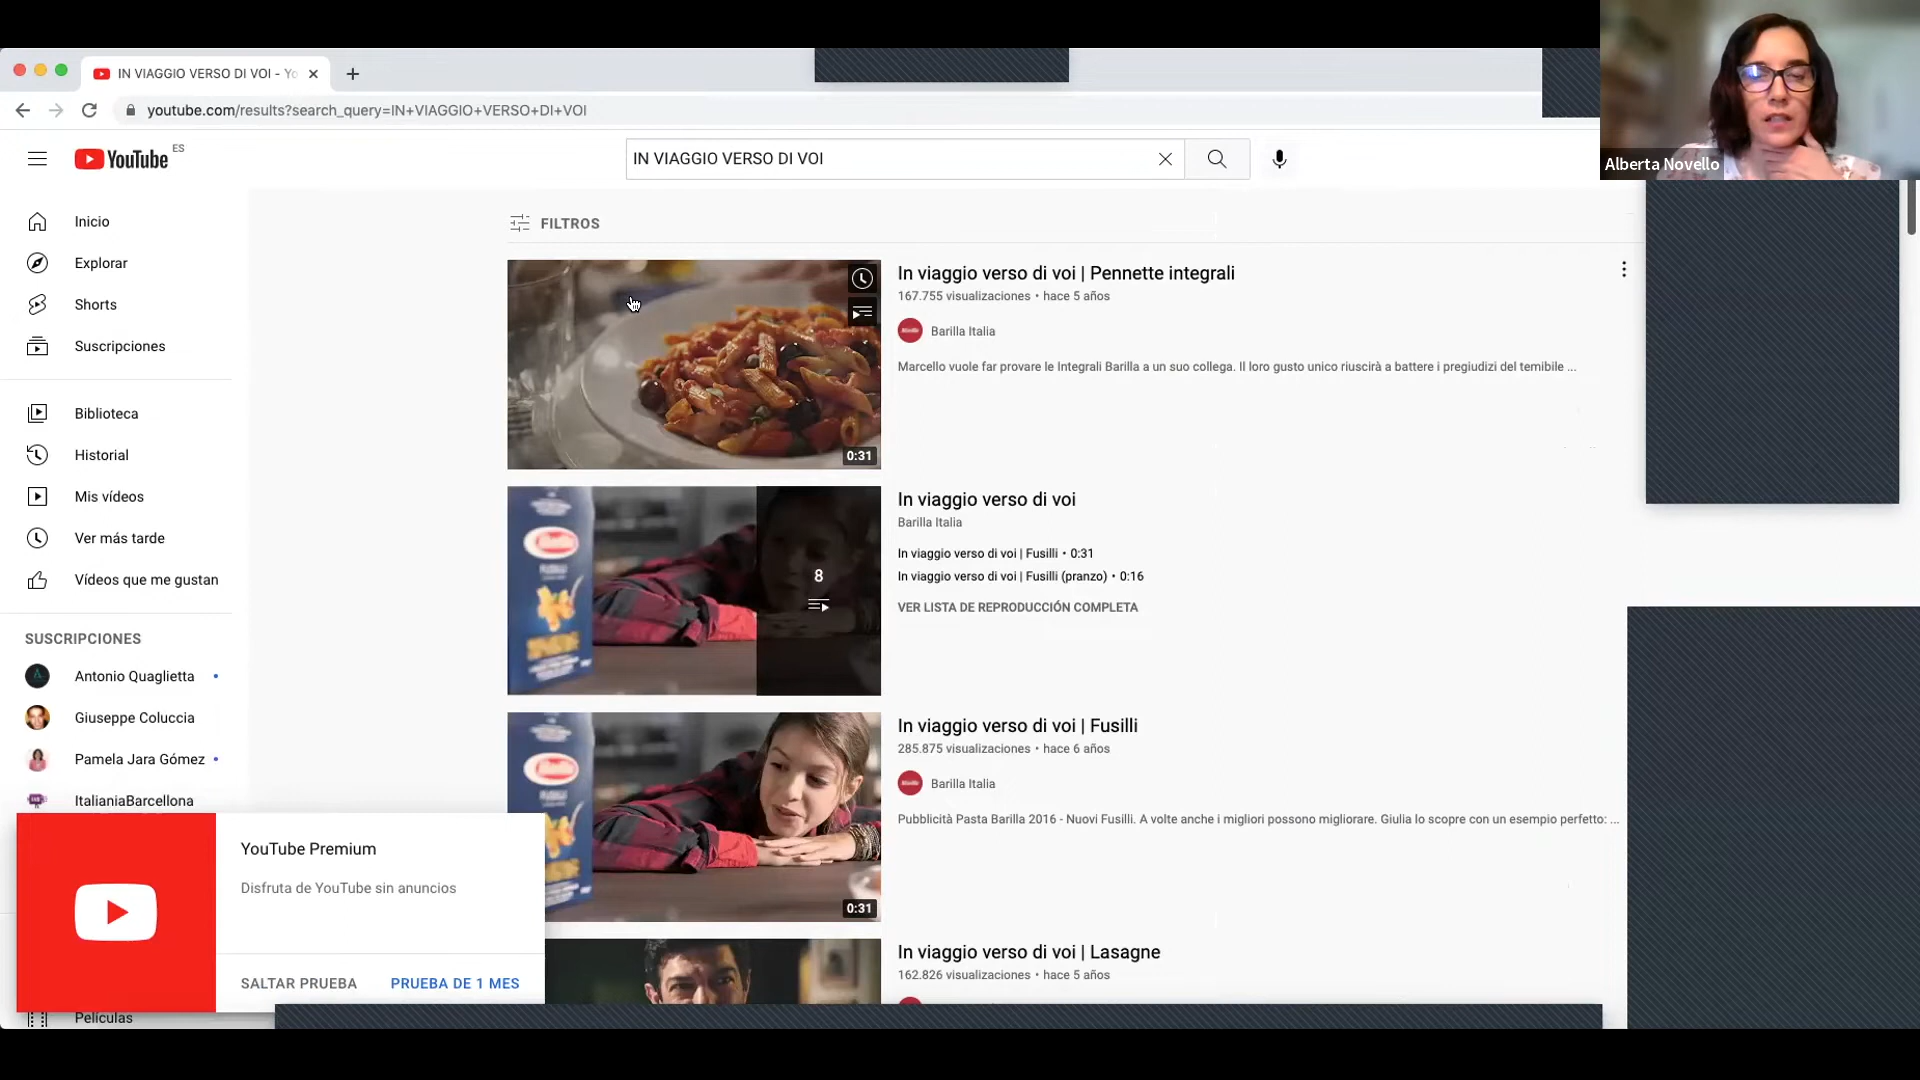 IN VIAGGIO VERSO DI VOI - Yo
youtube.com/results?search_query=IN+VIAGGIO+VERSO+DI+VOI
Alberta Novello
YouTube ES
IN VIAGGIO VERSO DI VOI
Inicio
Explorar
Shorts
Suscripciones
Biblioteca
Historial
Mis vídeos
Ver más tarde
Vídeos que me gustan
SUSCRIPCIONES
Antonio Quaglietta
Giuseppe Coluccia
Pamela Jara Gómez
ItalianiaBarcellona
Películas
FILTROS
0:31
In viaggio verso di voi | Pennette integrali
167.755 visualizaciones • hace 5 años
Barilla Italia
Marcello vuole far provare le Integrali Barilla a un suo collega. Il loro gusto unico riuscirà a battere i pregiudizi del temibile ...
8
In viaggio verso di voi
Barilla Italia
In viaggio verso di voi | Fusilli • 0:31
In viaggio verso di voi | Fusilli (pranzo) • 0:16
VER LISTA DE REPRODUCCIÓN COMPLETA
0:31
In viaggio verso di voi | Fusilli
285.875 visualizaciones • hace 6 años
Barilla Italia
Pubblicità Pasta Barilla 2016 - Nuovi Fusilli. A volte anche i migliori possono migliorare. Giulia lo scopre con un esempio perfetto: ...
In viaggio verso di voi | Lasagne
162.826 visualizaciones • hace 5 años
YouTube Premium
Disfruta de YouTube sin anuncios
SALTAR PRUEBA
PRUEBA DE 1 MES